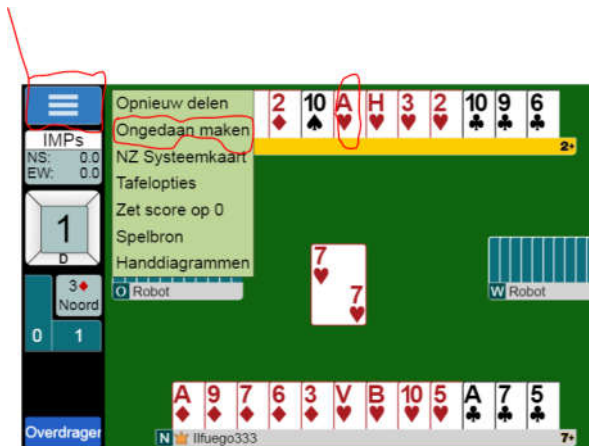 Opnieuw delen
2 10 A H 3 2 10 9 6
Ongedaan maken
IMPs
2+
NS: 0.0
NZ Systeemkaart
EW: 0.0
Tafelopties
Zet score op 0
1
Spelbron
D
7
Handdiagrammen
3♦
O Robot
W Robot
Noord
7
0 1
A 9 7 6 3 V B 10 5 A 7 5
Overdrager
N Ilfuego333
7+